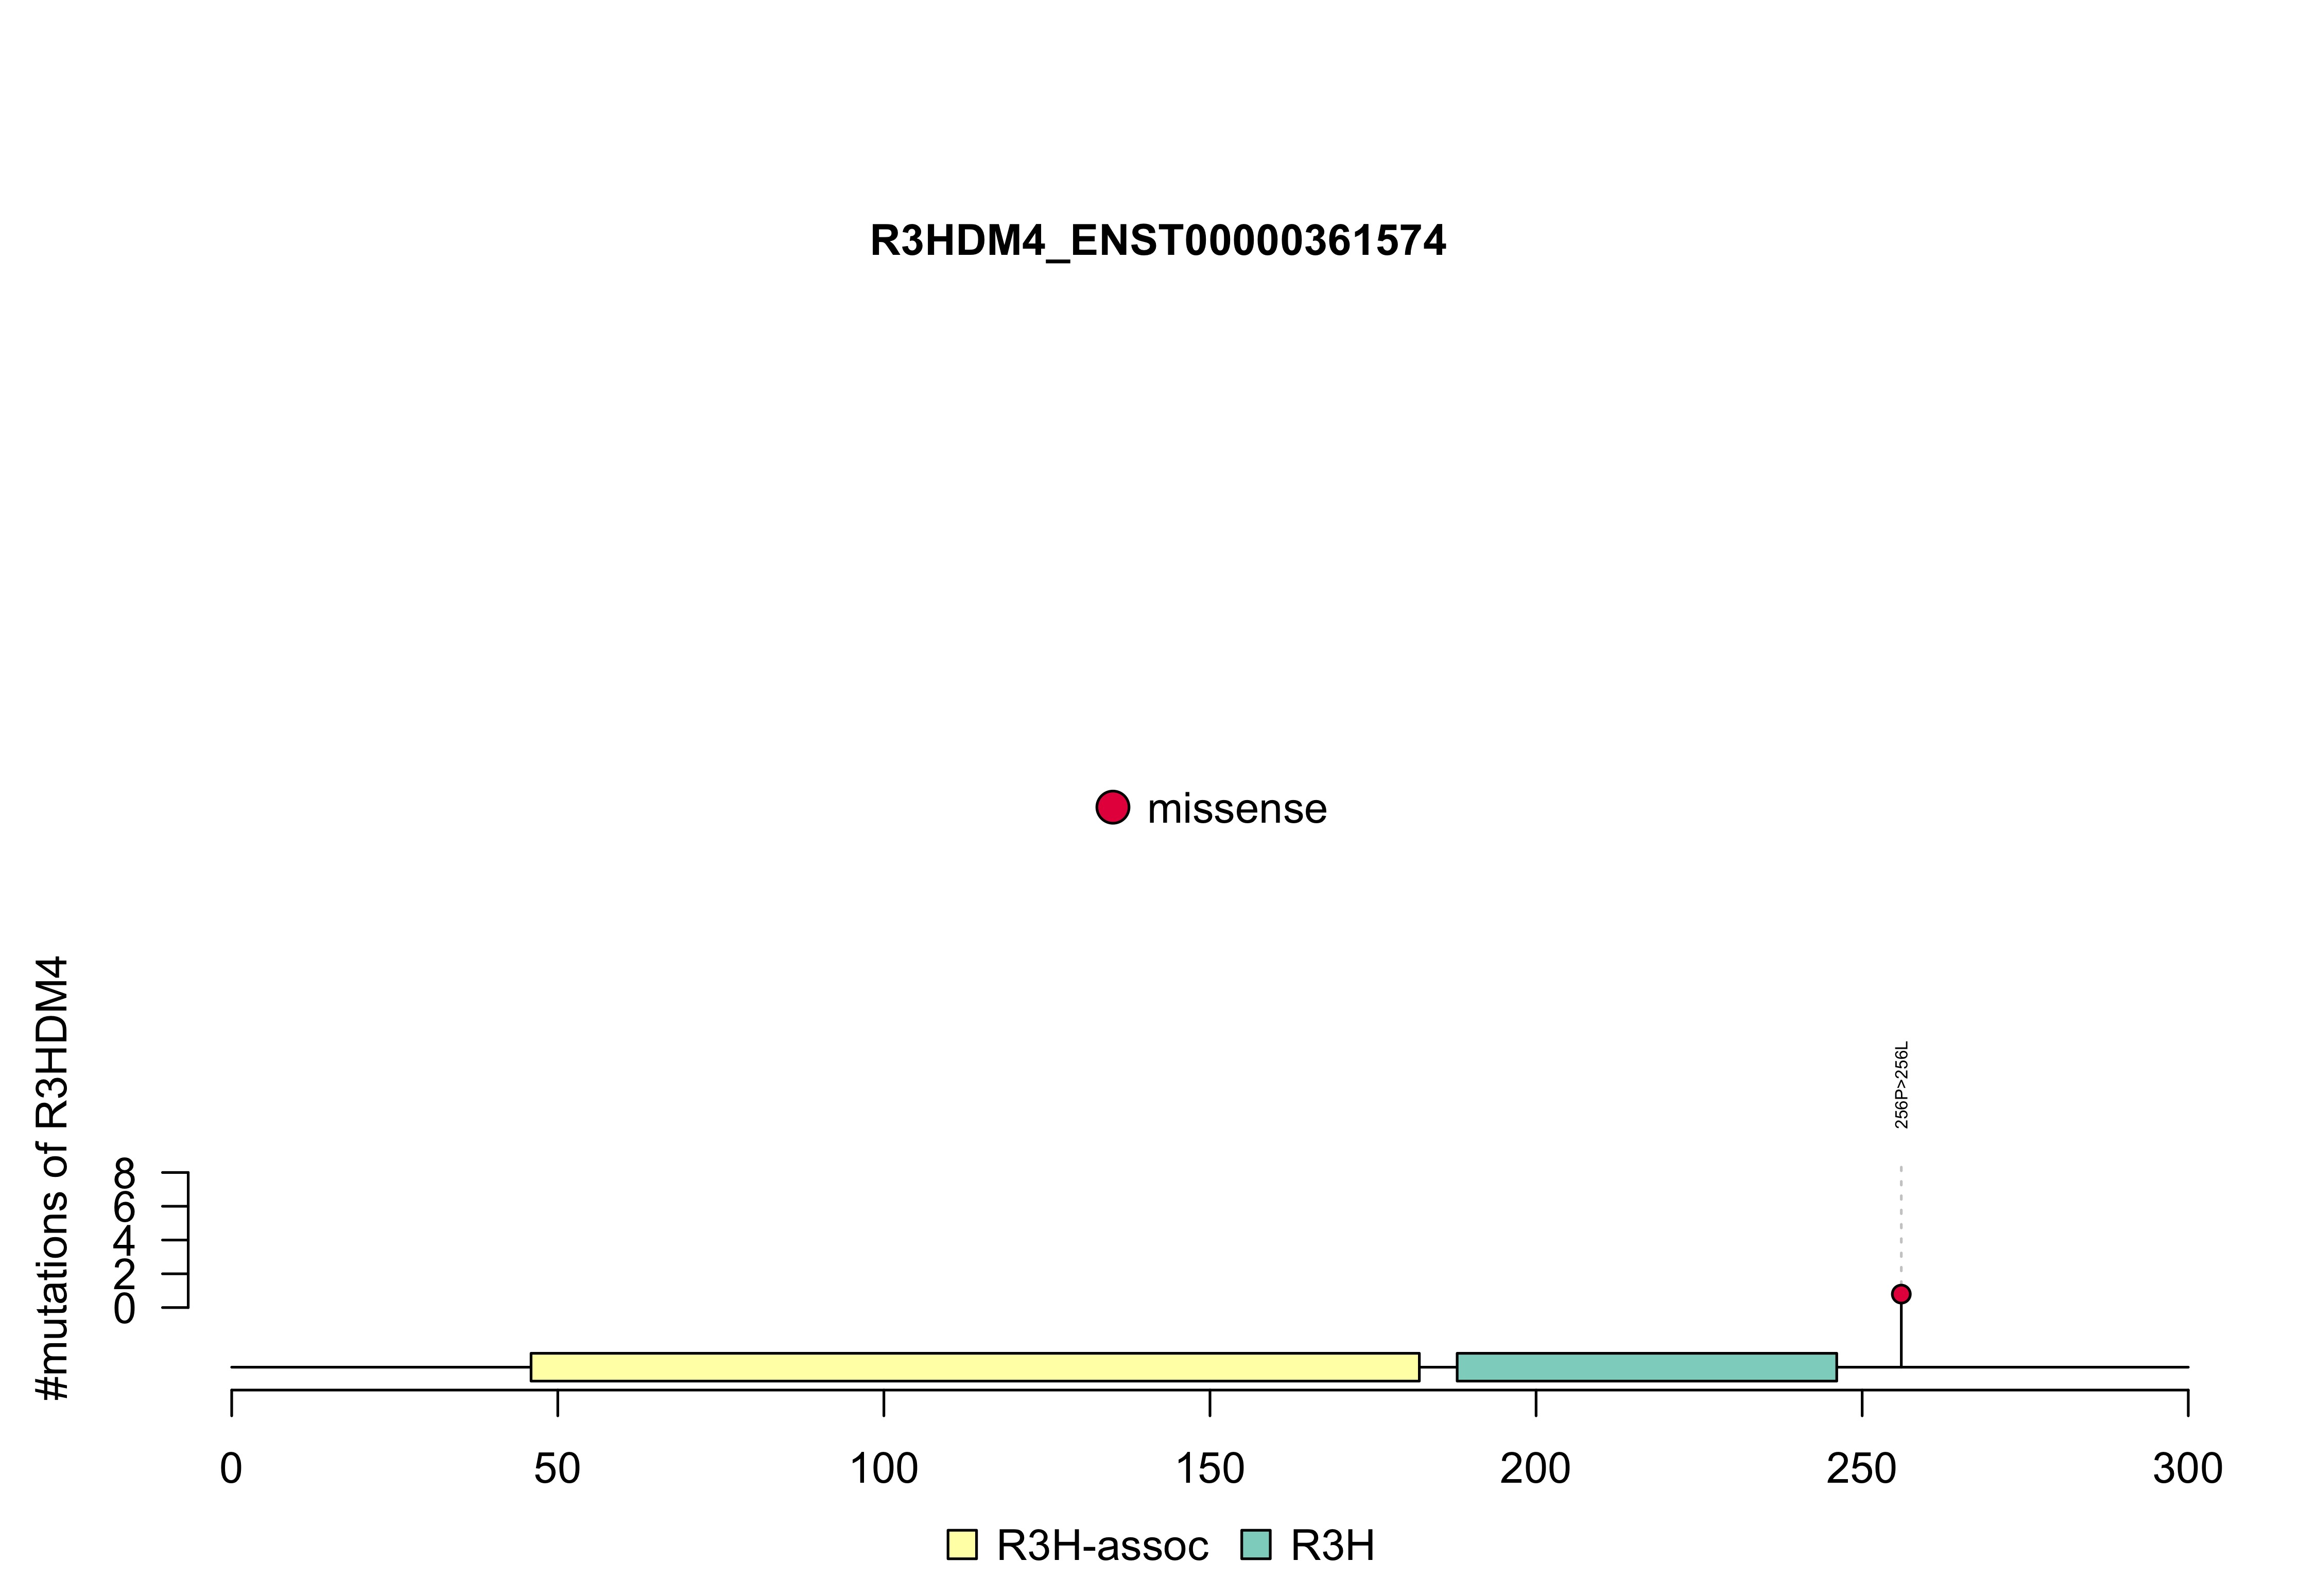 R3HDM4_ENST00000361574
missense
#mutations of R3HDM4
256P>256L
8
6
4
2
0
0 50 100 150 200 250 300
R3H-assoc R3H